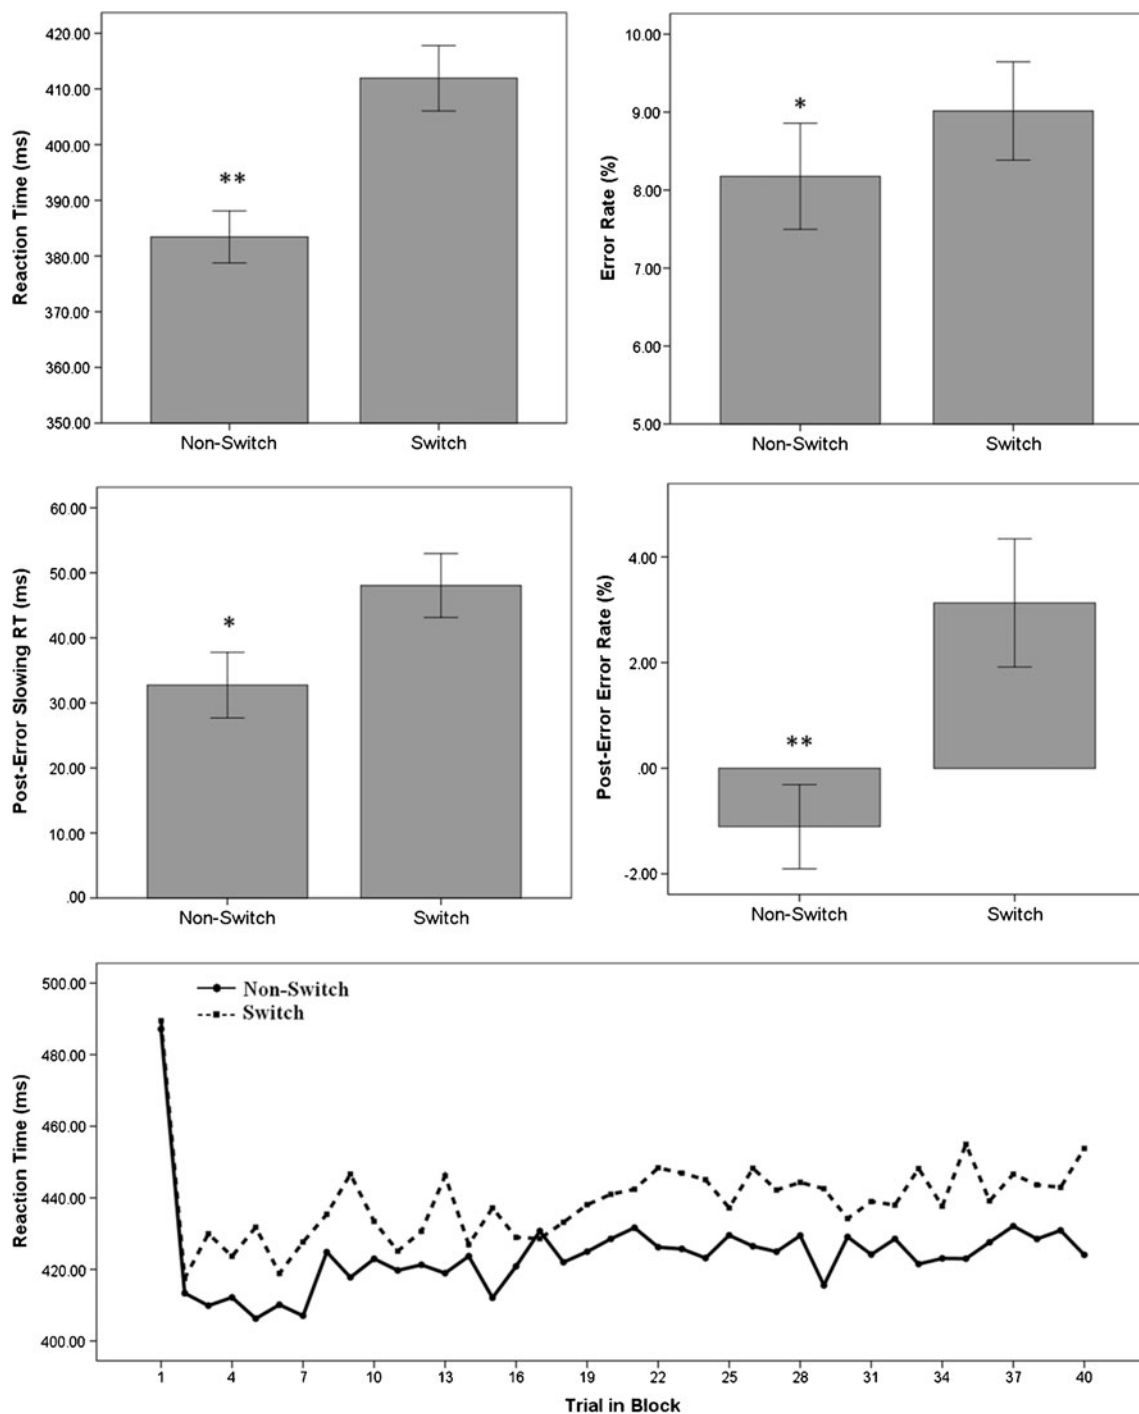 Reaction Time (ms)
420.00
410.00
400.00
390.00
380.00
370.00
360.00
350.00
**
Non-Switch
Switch
Error Rate (%)
10.00
9.00
8.00
7.00
6.00
5.00
*
Non-Switch
Switch
Post-Error Slowing RT (ms)
60.00
50.00
40.00
30.00
20.00
10.00
.00
*
Non-Switch
Switch
Post-Error Error Rate (%)
4.00
2.00
.00
-2.00
**
Non-Switch
Switch
Reaction Time (ms)
500.00
480.00
460.00
440.00
420.00
400.00
Non-Switch
Switch
1 4 7 10 13 16 19 22 25 28 31 34 37 40
Trial in Block